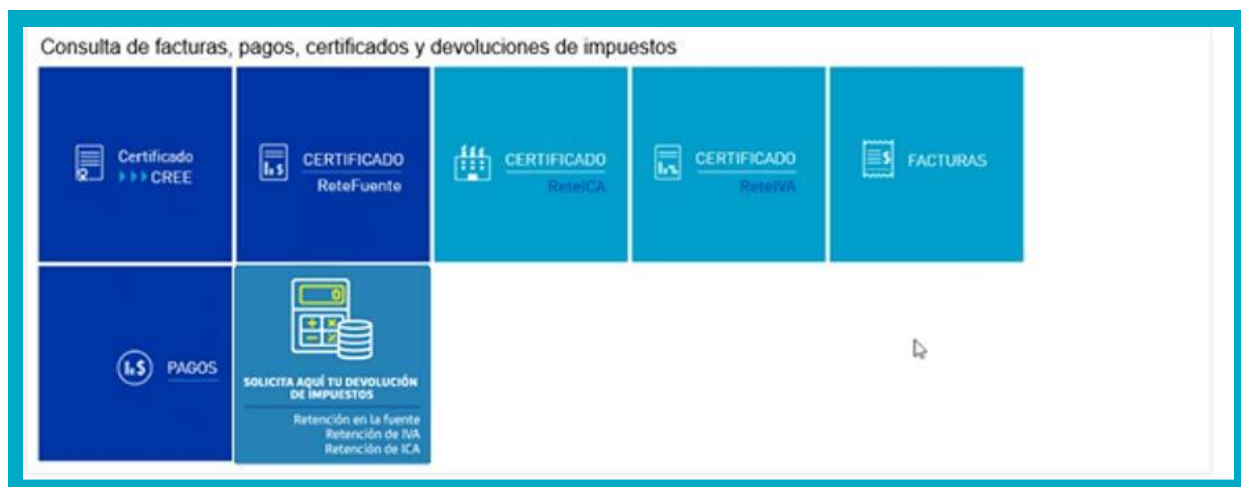 Consulta de facturas, pagos, certificados y devoluciones de impuestos
Certificado
CREE
CERTIFICADO
ReteFuente
CERTIFICADO
ReteICA
CERTIFICADO
ReteIVA
FACTURAS
PAGOS
SOLICITA AQUÍ TU DEVOLUCIÓN
DE IMPUESTOS
Retención en la fuente
Retención de IVA
Retención de ICA